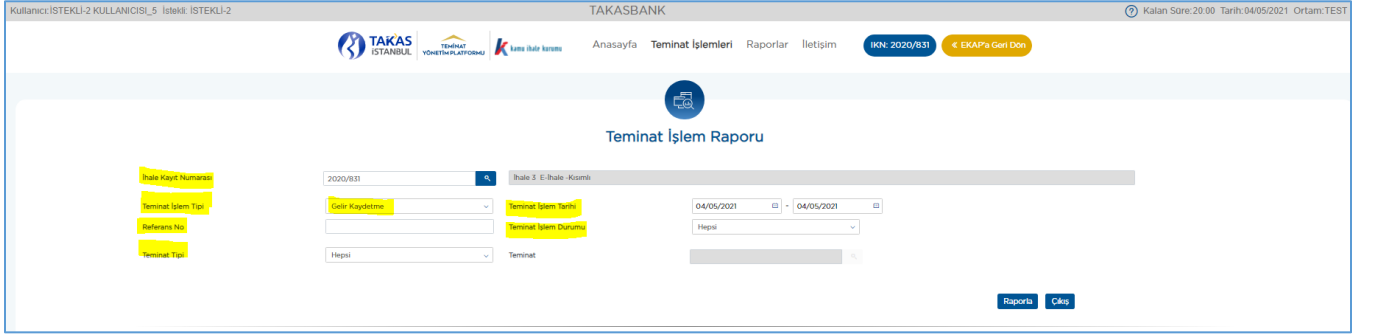 Kullanıcı:İSTEKLİ-2 KULLANICISI_5 İstekli: İSTEKLİ-2 TAKASBANK Kalan Süre:20:00 Tarih:04/05/2021 Ortam:TEST
TAKAS İSTANBUL TEMİNAT YÖNETİM PLATFORMU kamu ihale kurumu Anasayfa Teminat İşlemleri Raporlar İletişim IKN: 2020/831 « EKAP'a Geri Dön
Teminat İşlem Raporu
İhale Kayıt Numarası 2020/831 İhale 3 E-İhale -Kısımlı
Teminat İşlem Tipi Gelir Kaydetme Teminat İşlem Tarihi 04/05/2021 - 04/05/2021
Referans No Teminat İşlem Durumu Hepsi
Teminat Tipi Hepsi Teminat
Raporla Çıkış